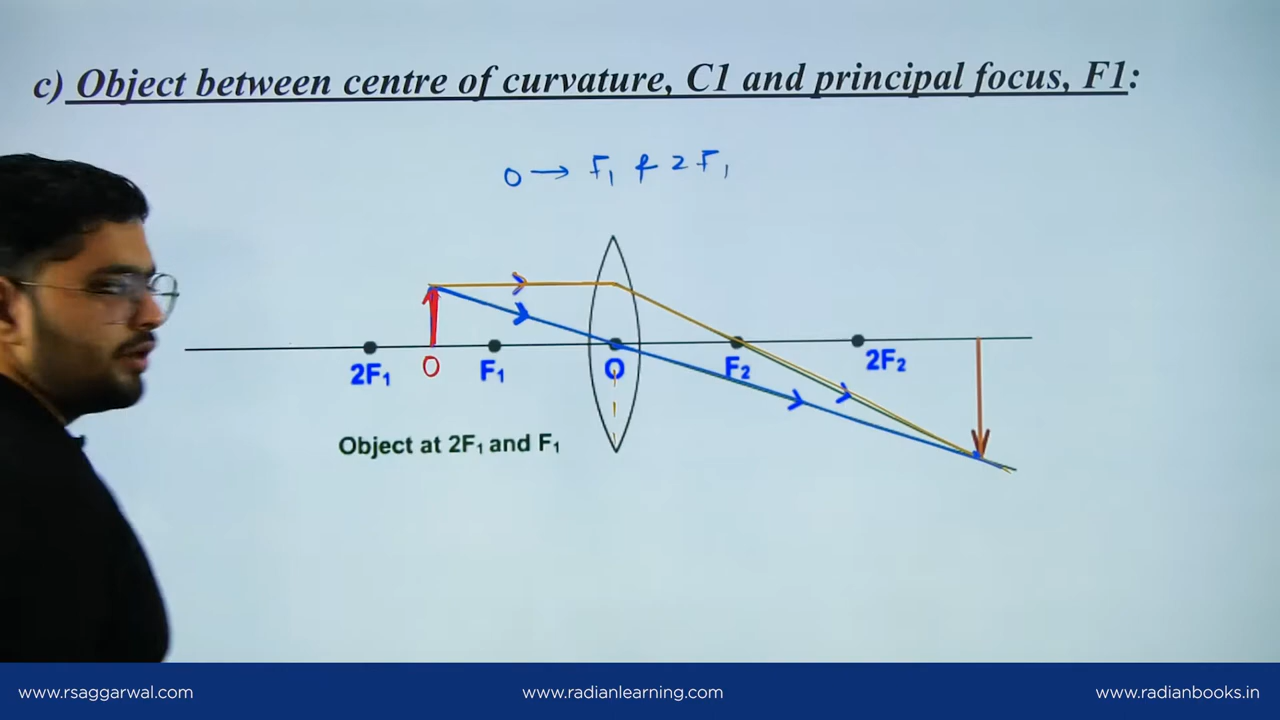 c) Object between centre of curvature, C1 and principal focus, F1:
O → F₁ & 2F₁
2F₁ O F₁ O F₂ 2F₂
Object at 2F₁ and F₁
www.rsaggarwal.com www.radianlearning.com www.radianbooks.in